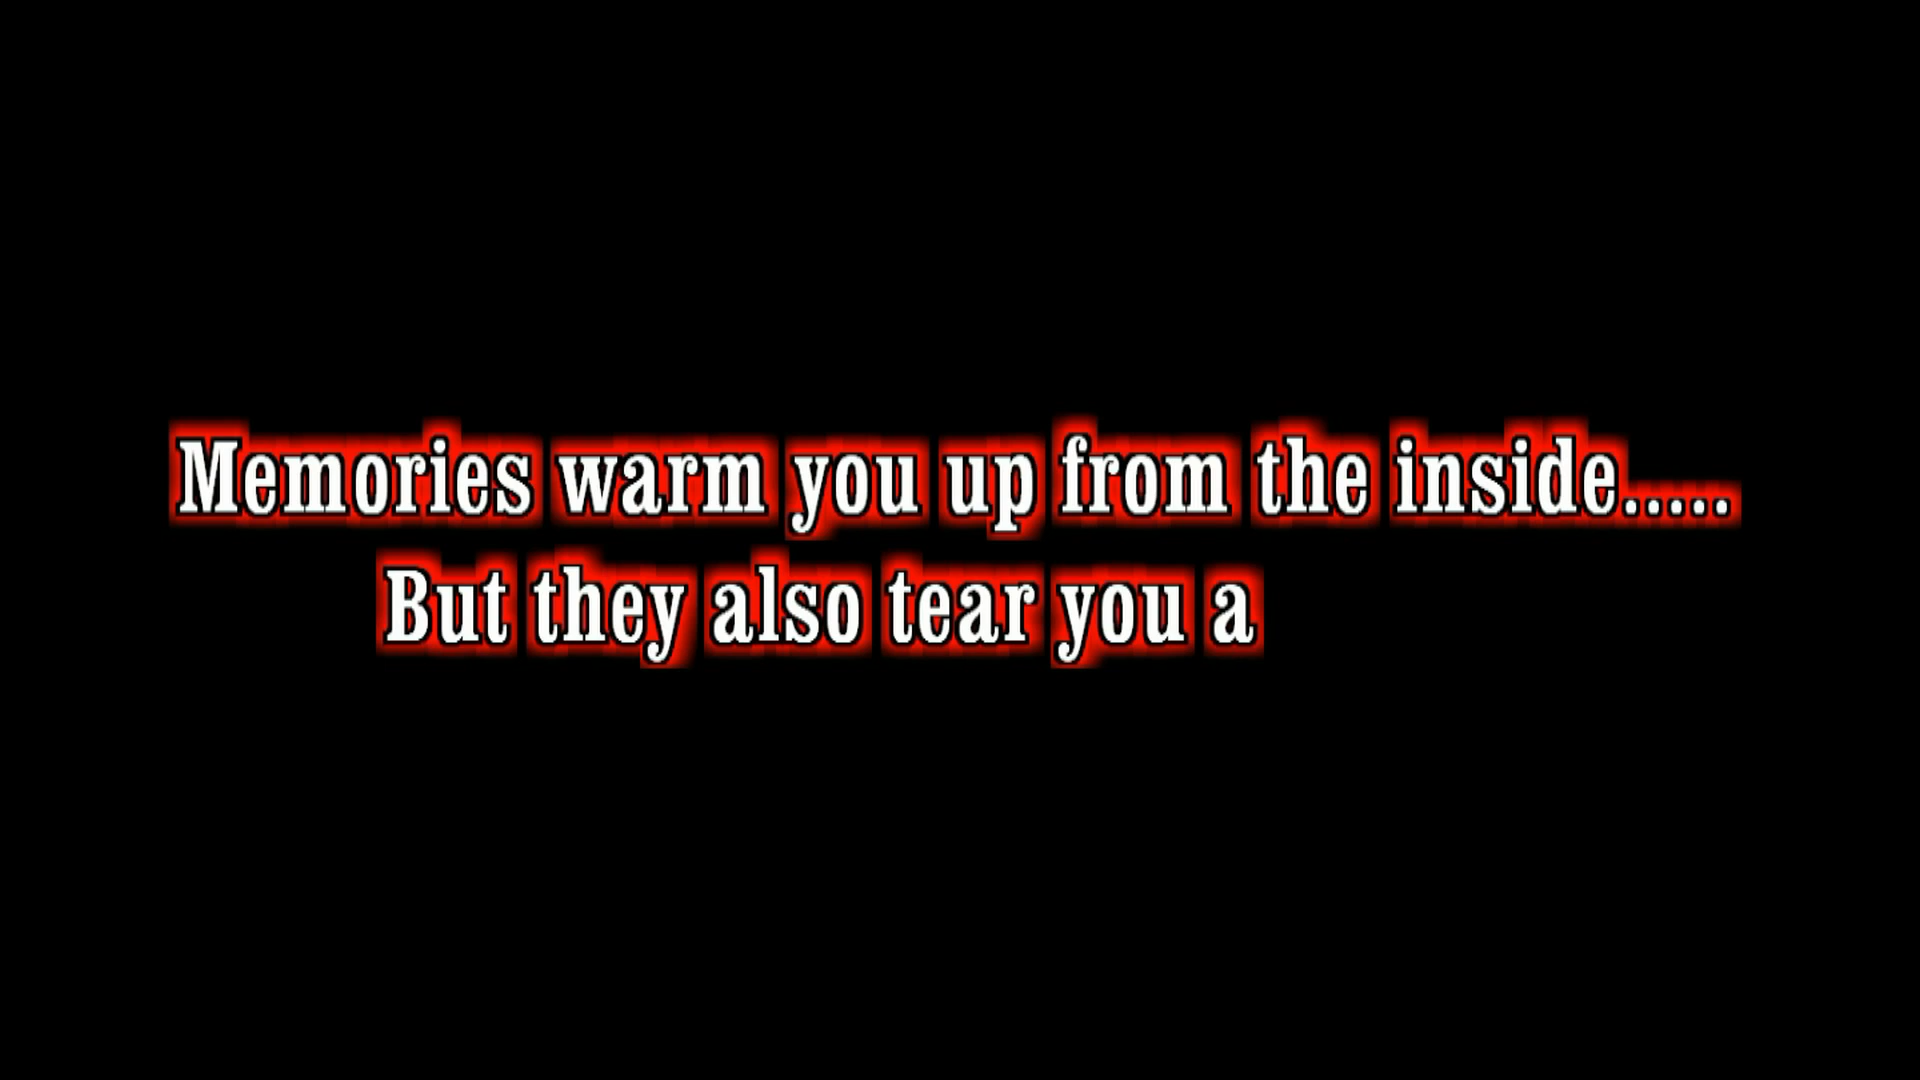 Memories warm you up from the inside.....
But they also tear you a